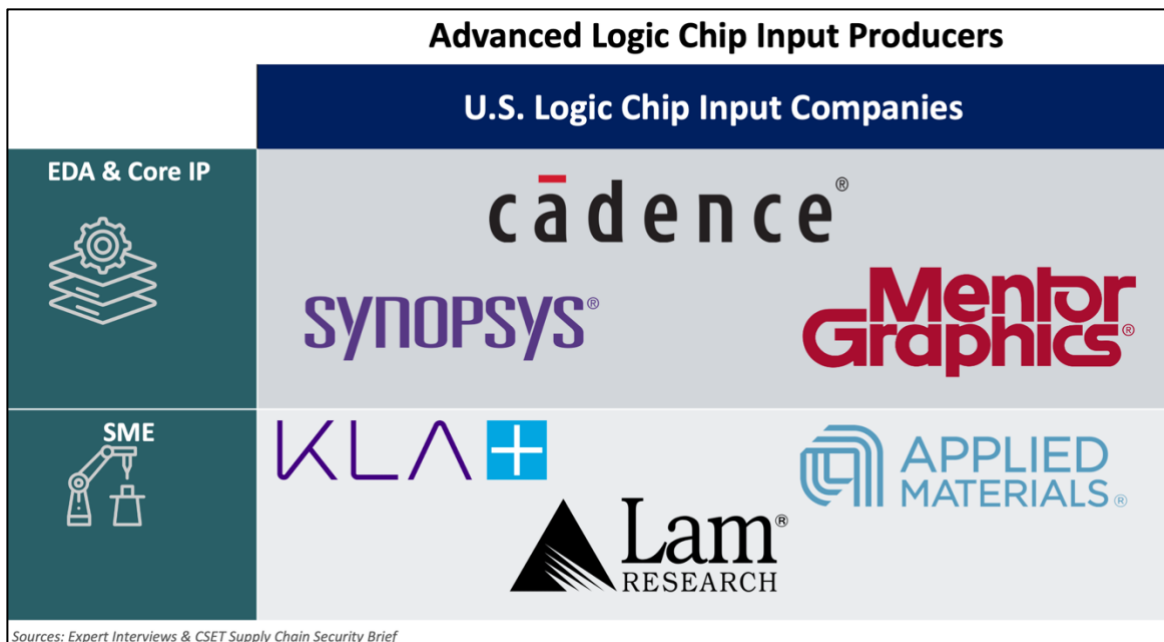 Advanced Logic Chip Input Producers
U.S. Logic Chip Input Companies
EDA & Core IP
cādence®
SYNOPSYS®
Mentor
Graphics®
SME
KLA+
APPLIED
MATERIALS®
Lam®
RESEARCH
Sources: Expert Interviews & CSET Supply Chain Security Brief